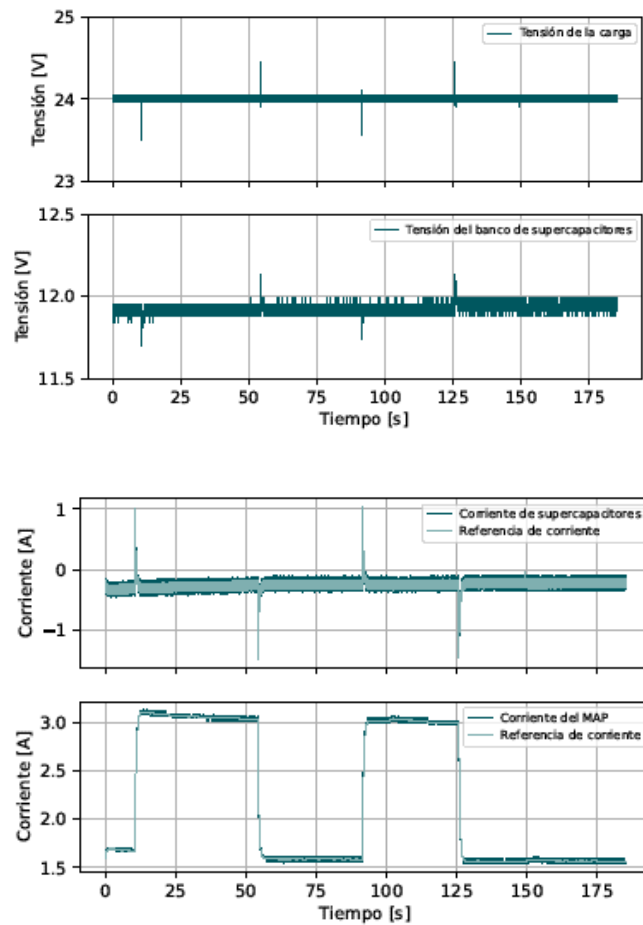 25
24
23
Tensión [V]
Tensión de la carga
12.5
12.0
11.5
Tensión [V]
Tensión del banco de supercapacitores
0 25 50 75 100 125 150 175
Tiempo [s]
1
0
−1
Corriente [A]
Corriente de supercapacitores
Referencia de corriente
3.0
2.5
2.0
1.5
Corriente [A]
Corriente del MAP
Referencia de corriente
0 25 50 75 100 125 150 175
Tiempo [s]